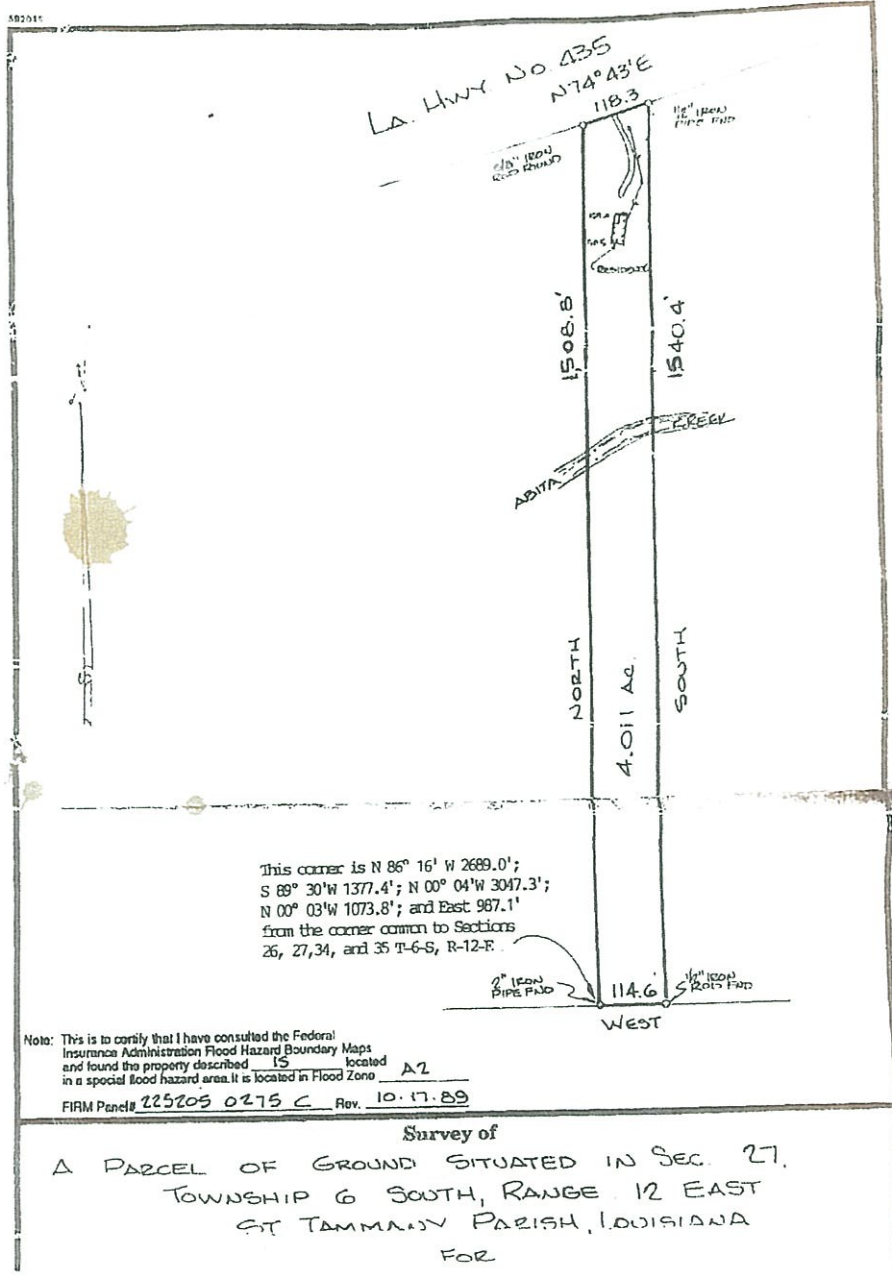 592015
LA. HWY NO. 435
N 74° 43' E
118.3
5/8" IRON
ROD FOUND
1/2" IRON
PIPE FND
GAS
RESIDENCE
1508.8'
1540.4'
ABITA CREEK
NORTH
SOUTH
4.011 AC.
This corner is N 86° 16' W 2689.0';
S 89° 30'W 1377.4'; N 00° 04'W 3047.3';
N 00° 03'W 1073.8'; and East 987.1'
from the corner common to Sections
26, 27,34, and 35 T-6-S, R-12-E.
2" IRON
PIPE FND
114.6'
1/2" IRON
ROD FND
WEST
Note: This is to certify that I have consulted the Federal
Insurance Administration Flood Hazard Boundary Maps
and found the property described IS located
in a special flood hazard area. It is located in Flood Zone A2
FIRM Panel# 225205 0275 C Rev. 10.17.89
Survey of
A PARCEL OF GROUND SITUATED IN SEC. 27,
TOWNSHIP 6 SOUTH, RANGE 12 EAST
ST TAMMANY PARISH, LOUISIANA
FOR